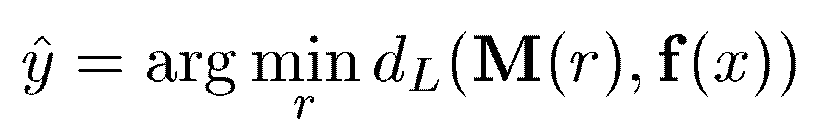 ŷ = arg min_r d_L(𝐌(r), 𝐟(x))